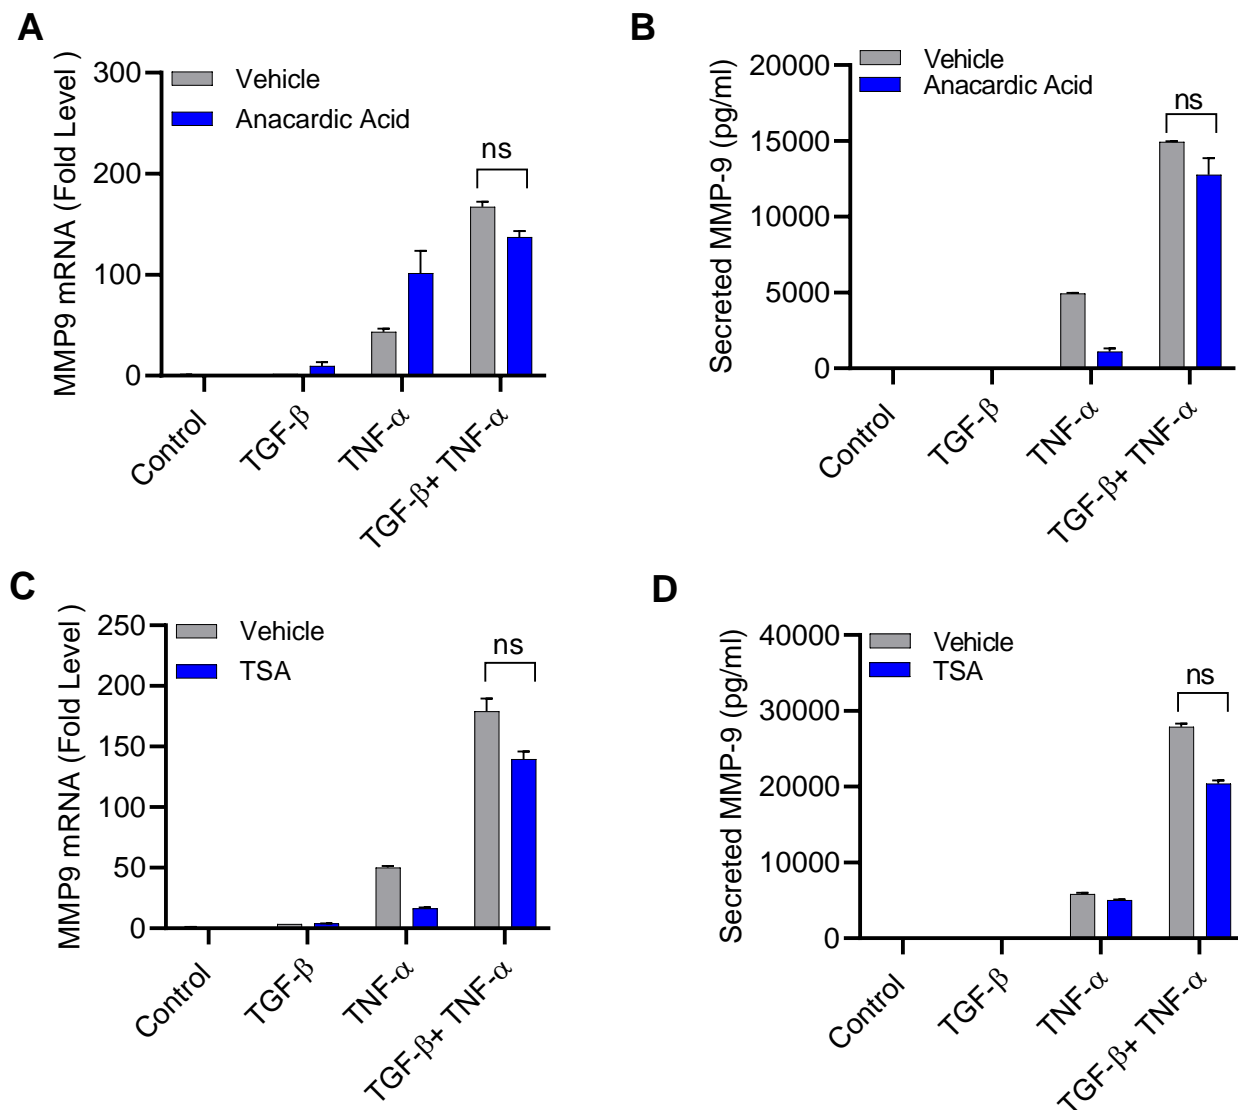 A
MMP9 mRNA (Fold Level )
300
200
100
0
Vehicle
Anacardic Acid
ns
Control
TGF-β
TNF-α
TGF-β+ TNF-α
B
Secreted MMP-9 (pg/ml)
20000
15000
10000
5000
0
Vehicle
Anacardic Acid
ns
Control
TGF-β
TNF-α
TGF-β+ TNF-α
C
MMP9 mRNA (Fold Level )
250
200
150
100
50
0
Vehicle
TSA
ns
Control
TGF-β
TNF-α
TGF-β+ TNF-α
D
Secreted MMP-9 (pg/ml)
40000
30000
20000
10000
0
Vehicle
TSA
ns
Control
TGF-β
TNF-α
TGF-β+ TNF-α